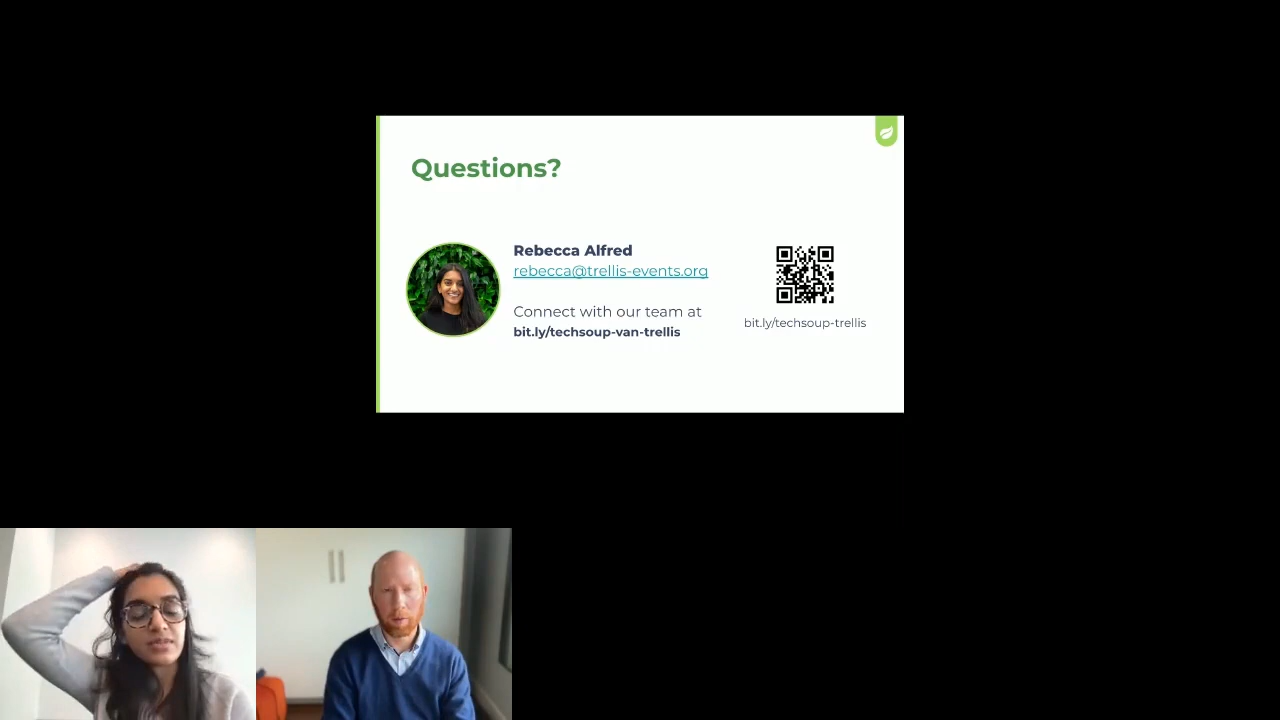 Questions?
Rebecca Alfred
rebecca@trellis-events.org
Connect with our team at
bit.ly/techsoup-van-trellis
bit.ly/techsoup-trellis